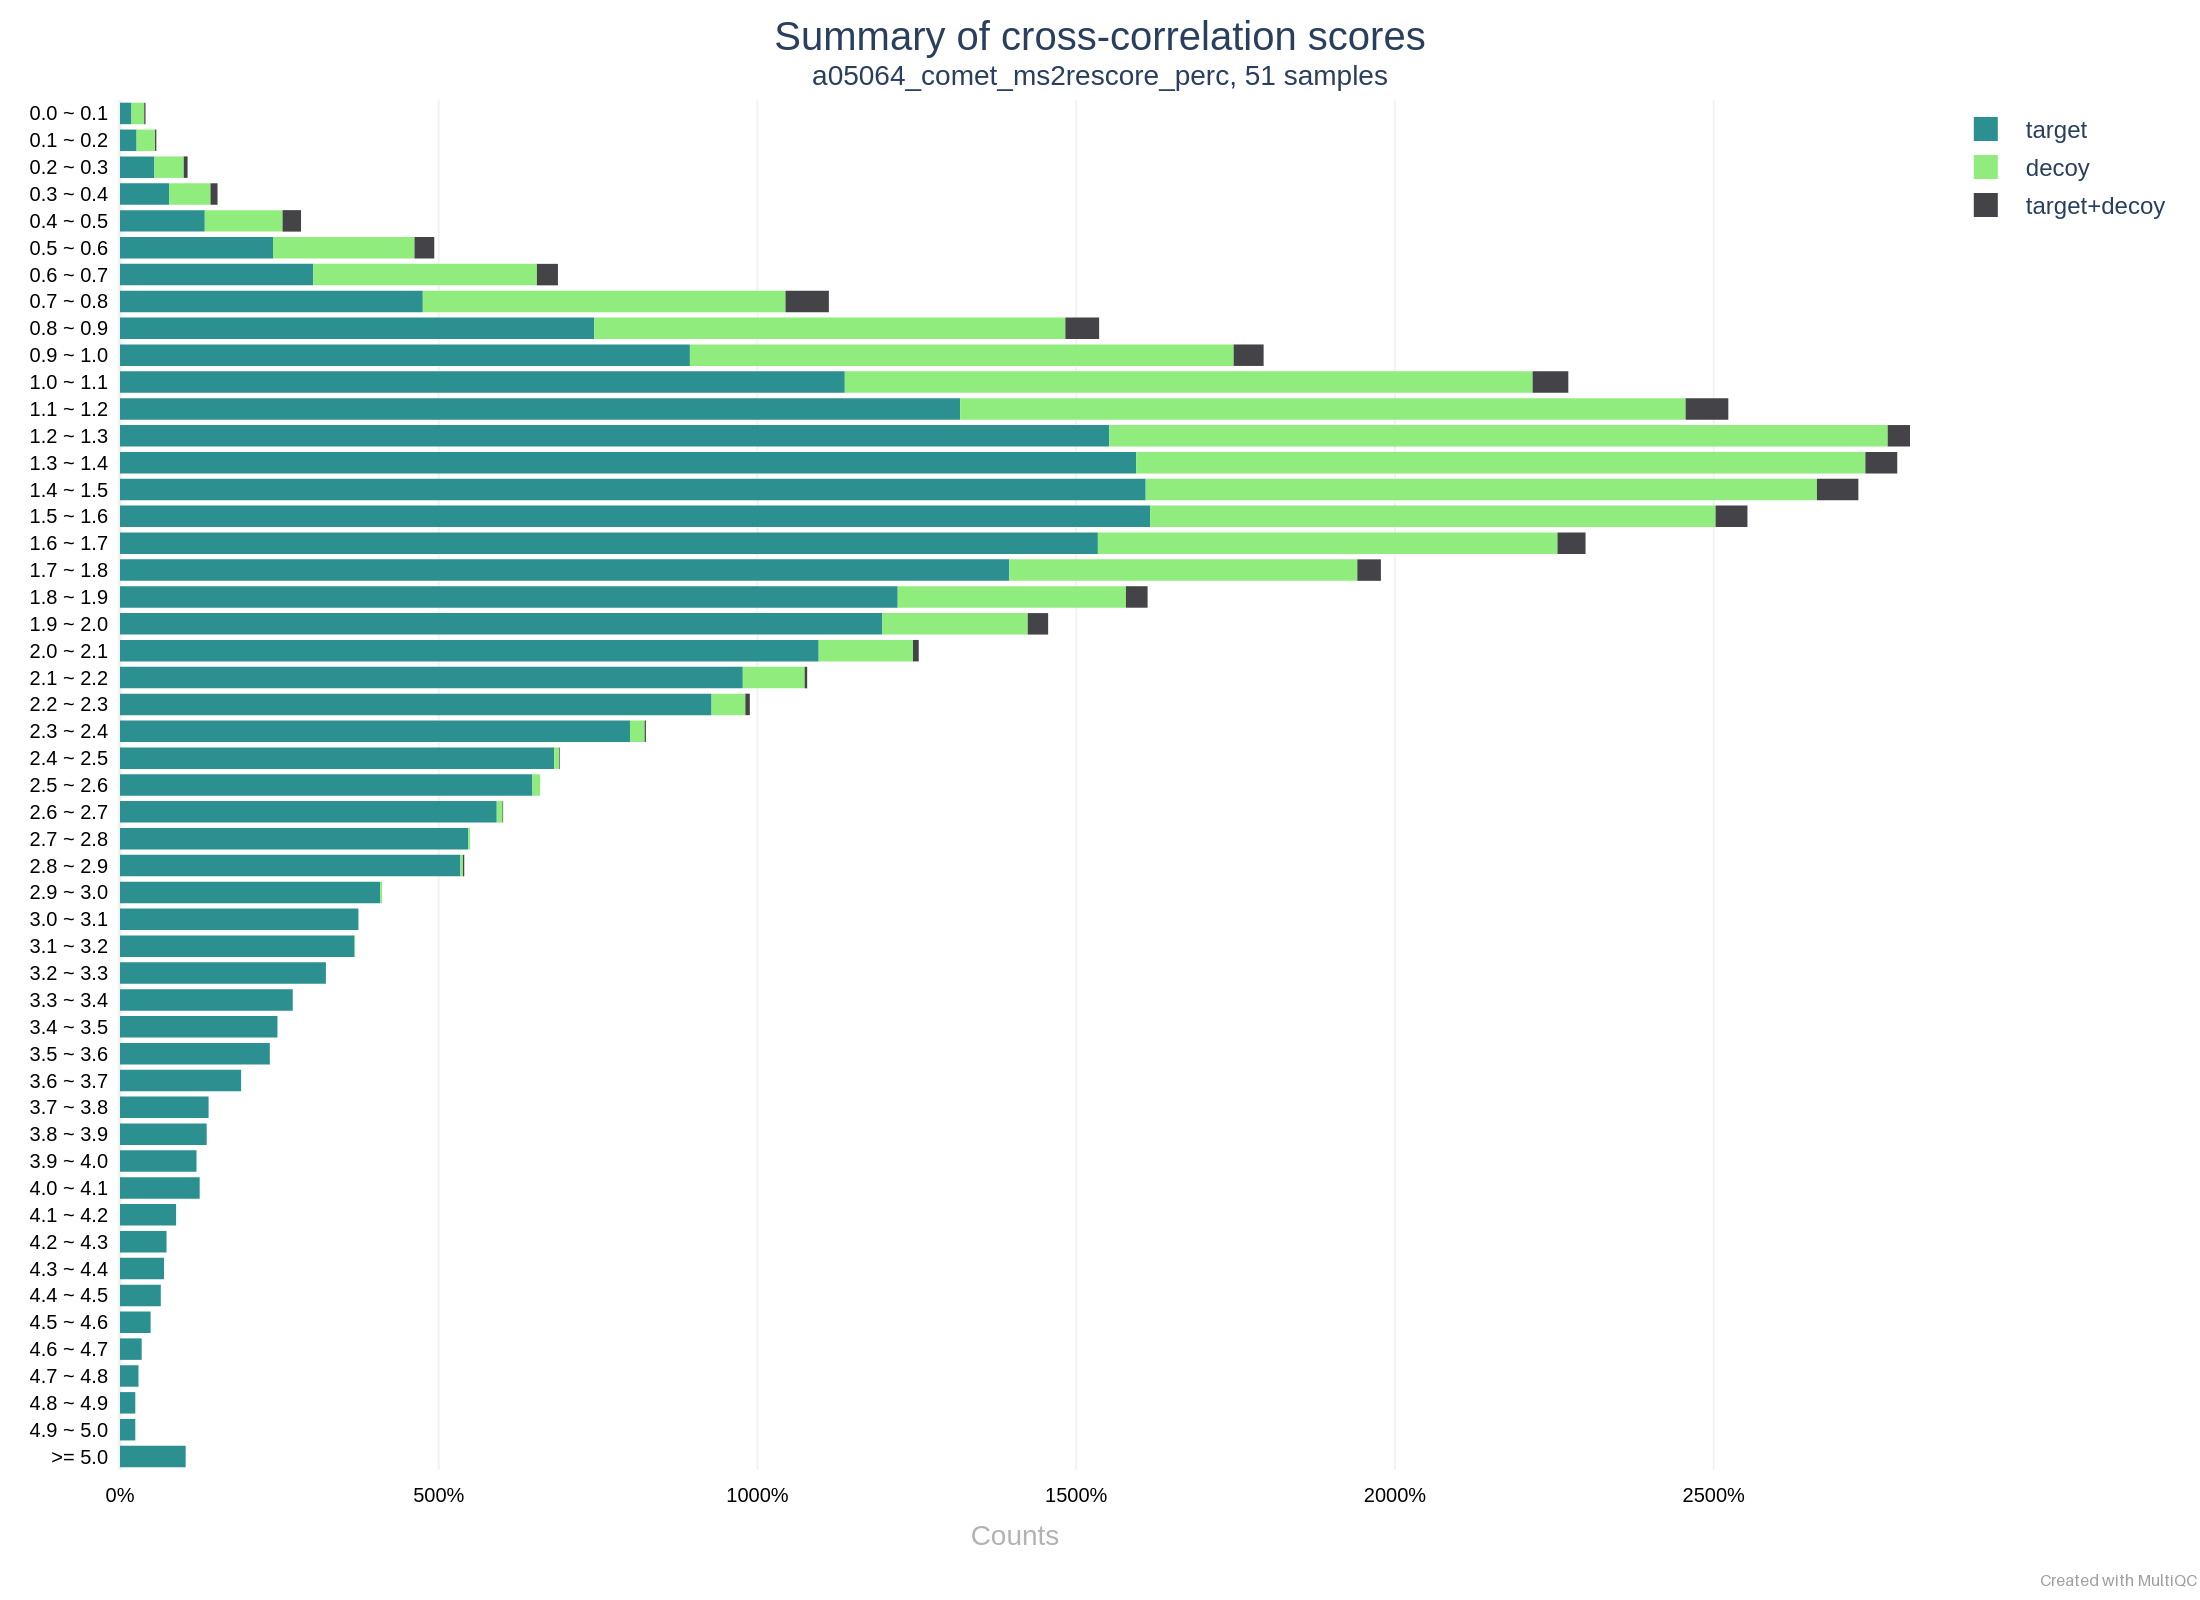 Summary of cross-correlation scores
a05064_comet_ms2rescore_perc, 51 samples
target
decoy
target+decoy
0.0 ~ 0.1
0.1 ~ 0.2
0.2 ~ 0.3
0.3 ~ 0.4
0.4 ~ 0.5
0.5 ~ 0.6
0.6 ~ 0.7
0.7 ~ 0.8
0.8 ~ 0.9
0.9 ~ 1.0
1.0 ~ 1.1
1.1 ~ 1.2
1.2 ~ 1.3
1.3 ~ 1.4
1.4 ~ 1.5
1.5 ~ 1.6
1.6 ~ 1.7
1.7 ~ 1.8
1.8 ~ 1.9
1.9 ~ 2.0
2.0 ~ 2.1
2.1 ~ 2.2
2.2 ~ 2.3
2.3 ~ 2.4
2.4 ~ 2.5
2.5 ~ 2.6
2.6 ~ 2.7
2.7 ~ 2.8
2.8 ~ 2.9
2.9 ~ 3.0
3.0 ~ 3.1
3.1 ~ 3.2
3.2 ~ 3.3
3.3 ~ 3.4
3.4 ~ 3.5
3.5 ~ 3.6
3.6 ~ 3.7
3.7 ~ 3.8
3.8 ~ 3.9
3.9 ~ 4.0
4.0 ~ 4.1
4.1 ~ 4.2
4.2 ~ 4.3
4.3 ~ 4.4
4.4 ~ 4.5
4.5 ~ 4.6
4.6 ~ 4.7
4.7 ~ 4.8
4.8 ~ 4.9
4.9 ~ 5.0
>= 5.0
0% 500% 1000% 1500% 2000% 2500%
Counts
Created with MultiQC